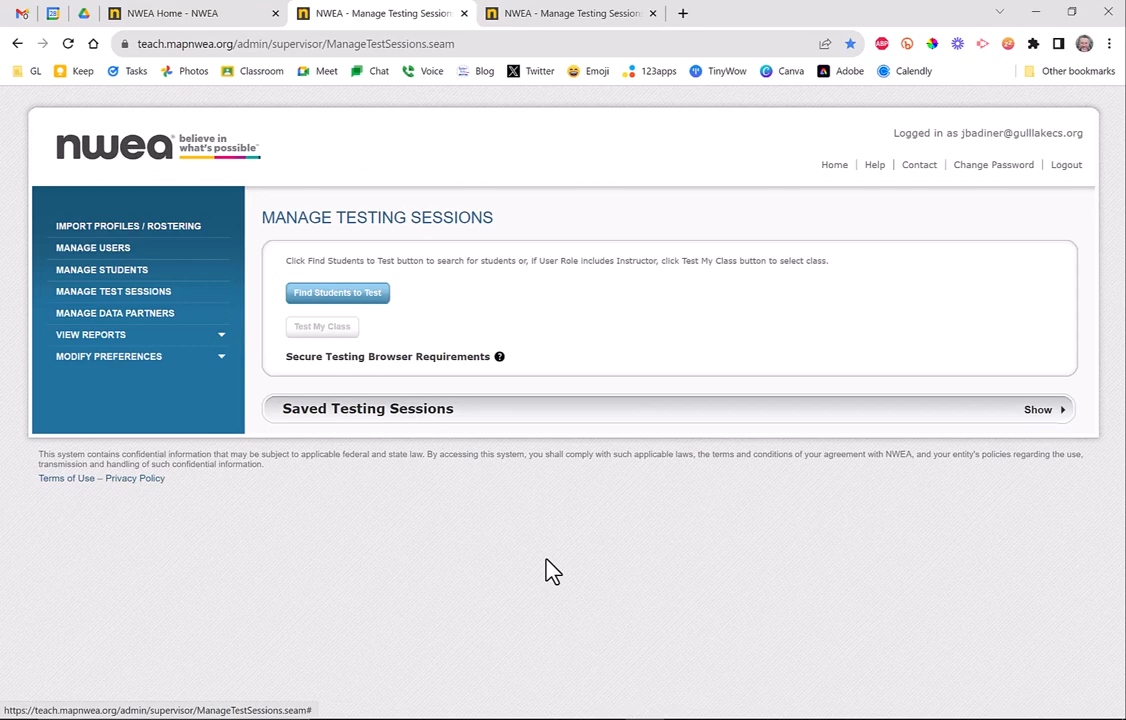 NWEA Home - NWEA
NWEA - Manage Testing Session
NWEA - Manage Testing Session
teach.mapnwea.org/admin/supervisor/ManageTestSessions.seam
GL
Keep
Tasks
Photos
Classroom
Meet
Chat
Voice
Blog
Twitter
Emoji
123apps
TinyWow
Canva
Adobe
Calendly
Other bookmarks
nwea
believe in
what's possible
Logged in as jbadiner@gulllakecs.org
Home | Help | Contact | Change Password | Logout
IMPORT PROFILES / ROSTERING
MANAGE USERS
MANAGE STUDENTS
MANAGE TEST SESSIONS
MANAGE DATA PARTNERS
VIEW REPORTS
MODIFY PREFERENCES
MANAGE TESTING SESSIONS
Click Find Students to Test button to search for students or, if User Role includes Instructor, click Test My Class button to select class.
Find Students to Test
Test My Class
Secure Testing Browser Requirements ?
Saved Testing Sessions
Show
This system contains confidential information that may be subject to applicable federal and state law. By accessing this system, you shall comply with such applicable laws, the terms and conditions of your agreement with NWEA, and your entity's policies regarding the use,
transmission and handling of such confidential information.
Terms of Use – Privacy Policy
https://teach.mapnwea.org/admin/supervisor/ManageTestSessions.seam#